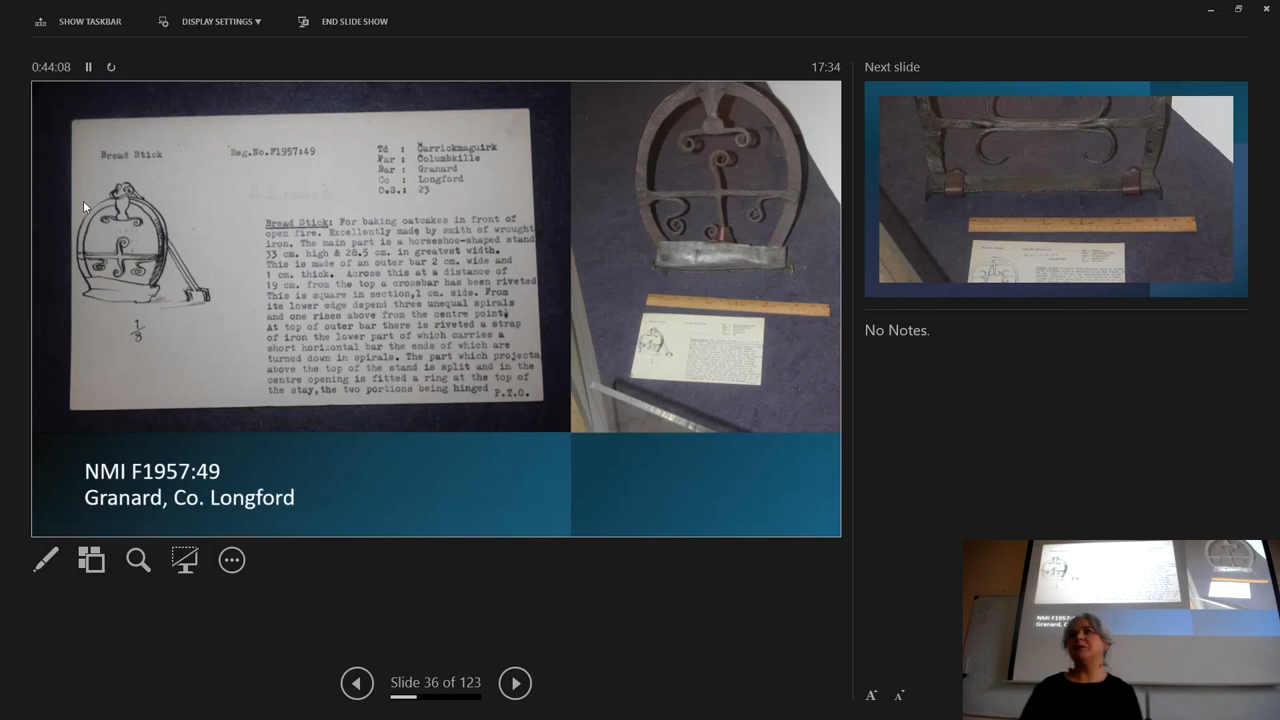 SHOW TASKBAR
DISPLAY SETTINGS ▼
END SLIDE SHOW
0:44:08
17:34
Next slide
Bread Stick
Reg.No.F1957:49
Td : Carrickmaguirk
Par : Columbkille
Bar : Granard
Co : Longford
O.S.: 23
Bread Stick: For baking oatcakes in front of
open fire. Excellently made by smith of wrought
iron. The main part is a horseshoe-shaped stand
33 cm. high & 28.5 cm. in greatest width.
This is made of an outer bar 2 cm. wide and
1 cm. thick. Across this at a distance of
19 cm. from the top a crossbar has been riveted
This is square in section,1 cm. side. From
its lower edge depend three unequal spirals
and one rises above from the centre point.
At top of outer bar there is riveted a strap
of iron the lower part of which carries a
short horizontal bar the ends of which are
turned down in spirals. The part which projects
above the top of the stand is split and in the
centre opening is fitted a ring at the top of
the stay,the two portions being hinged
P.T.O.
1/8
NMI F1957:49
Granard, Co. Longford
No Notes.
Slide 36 of 123
NMI F1957:49
Granard, Co.